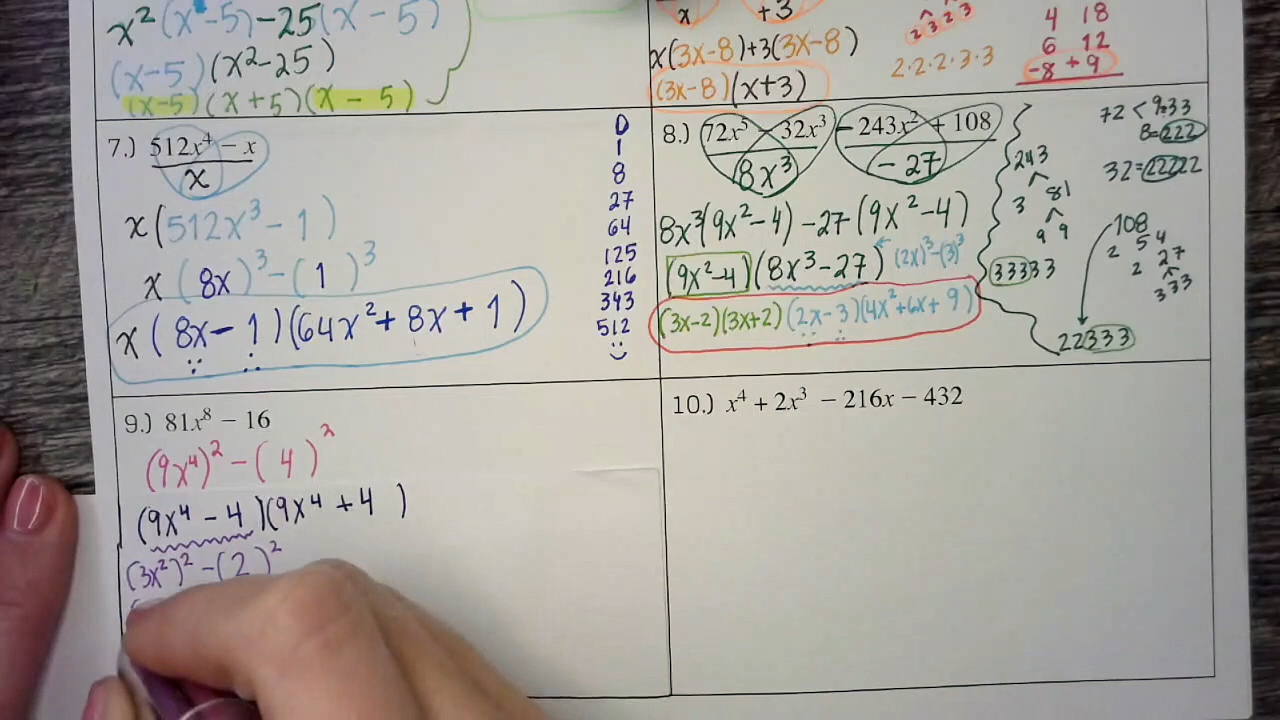 x²(x-5)-25(x-5)
(x-5)(x²-25)
(x-5)(x+5)(x-5)
x +3
x(3x-8)+3(3x-8)
(3x-8)(x+3)
2 3 2 3
2·2·2·3·3
4 18
6 12
-8 + 9
7.) 512x⁴ - x
x
x(512x³ - 1)
x (8x)³-(1)³
x(8x-1)(64x²+8x+1)
0
1
8
27
64
125
216
343
512
8.) 72x⁵ - 32x³ - 243x² + 108
8x³ -27
8x³(9x²-4)-27(9x²-4)
(9x²-4)(8x³-27) (2x)³-(3)³
(3x-2)(3x+2)(2x-3)(4x²+6x+9)
243
3 81
9 9
33333
72 < 9=33
8=222
32=22222
108
2 54
2 27
333
22333
9.) 81x⁸ - 16
(9x⁴)²-(4)²
(9x⁴-4)(9x⁴+4)
(3x²)²-(2)²
10.) x⁴ + 2x³ - 216x - 432